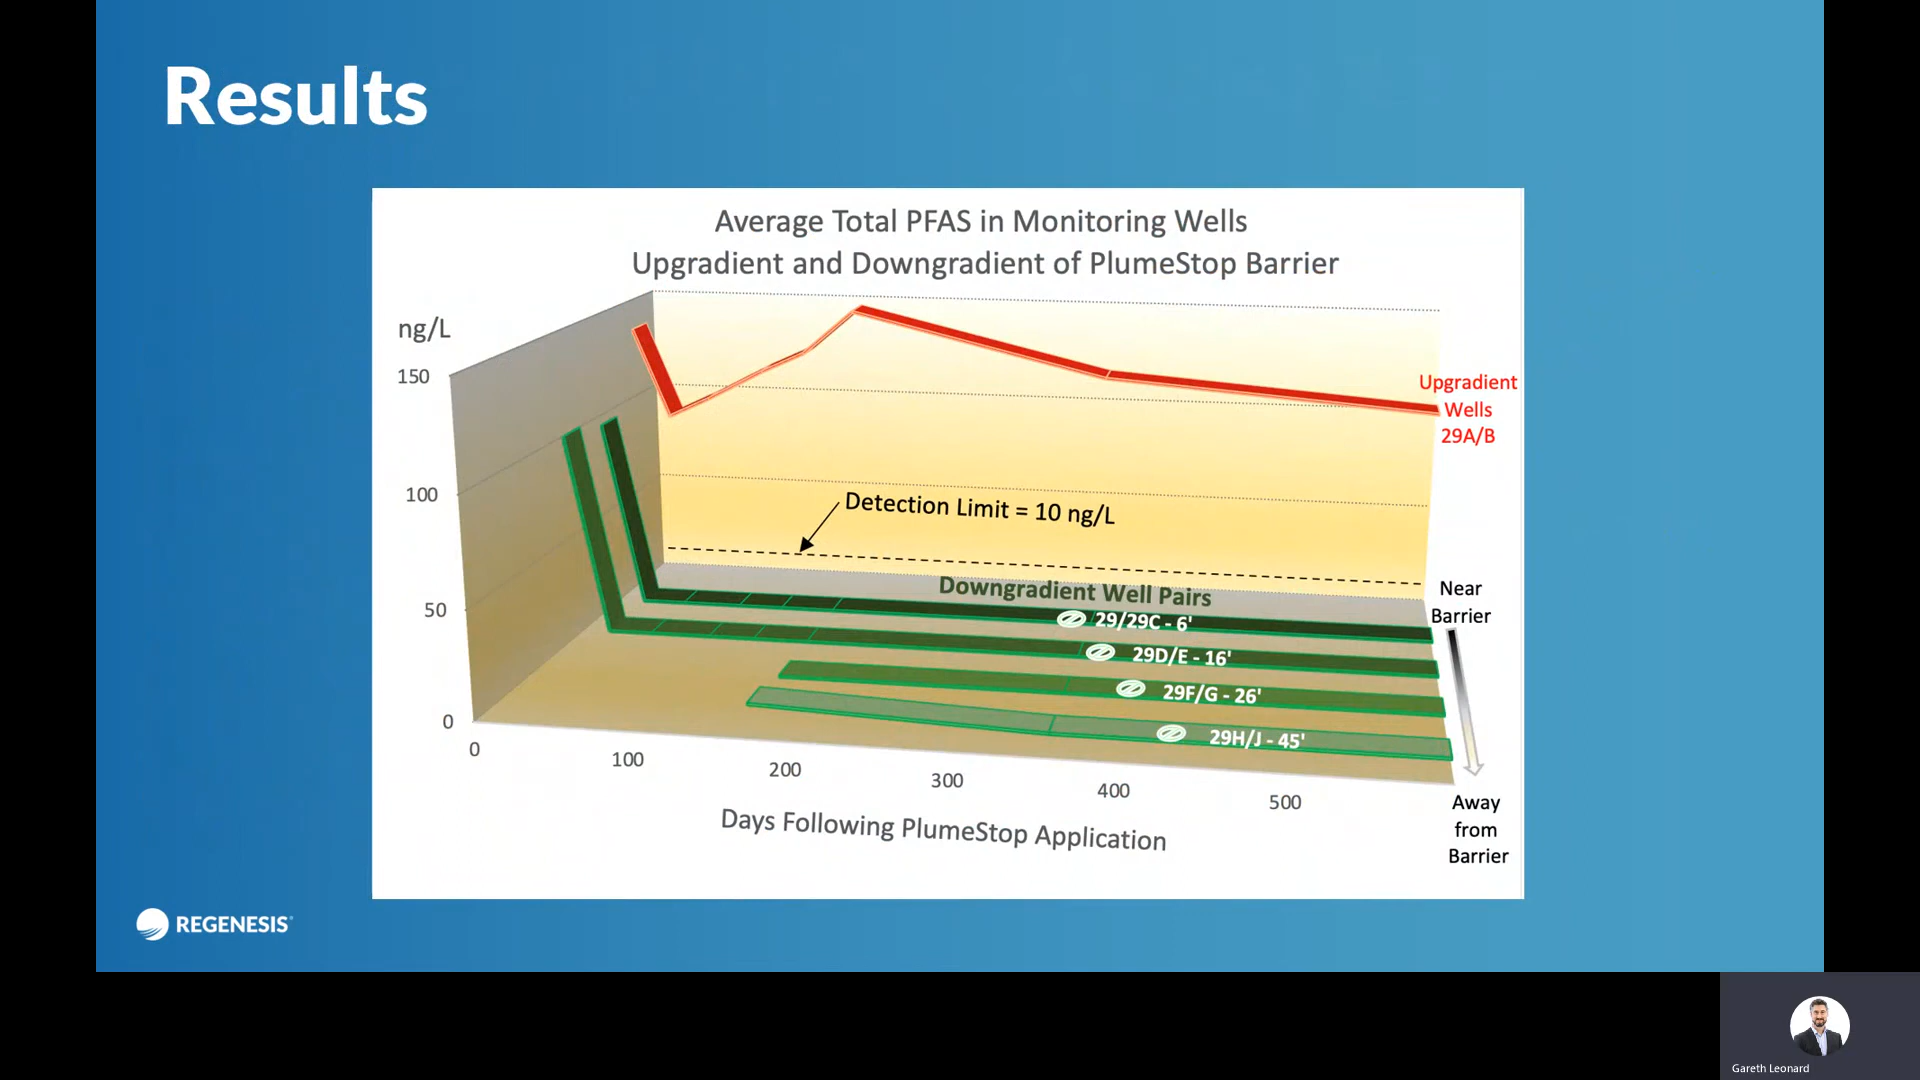 Results
Average Total PFAS in Monitoring Wells
Upgradient and Downgradient of PlumeStop Barrier
ng/L
150
100
50
0
Upgradient
Wells
29A/B
Detection Limit = 10 ng/L
Downgradient Well Pairs
29/29C - 6'
29D/E - 16'
29F/G - 26'
29H/J - 45'
Near
Barrier
Away
from
Barrier
0
100
200
300
400
500
Days Following PlumeStop Application
REGENESIS®
Gareth Leonard